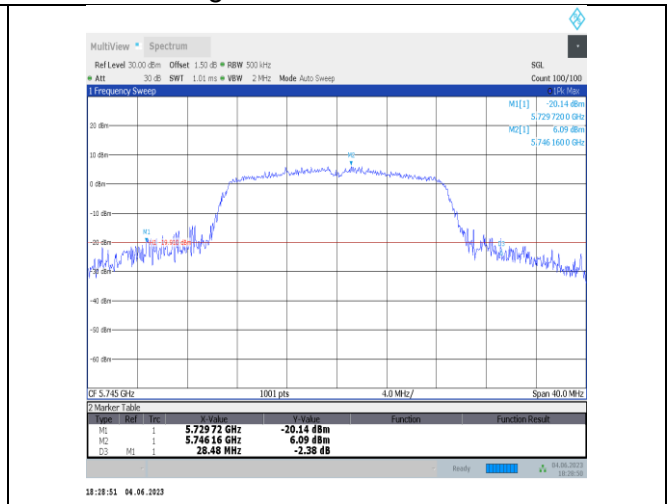 MultiView Spectrum
Ref Level 30.00 dBm Offset 1.50 dB RBW 500 kHz SGL
Att 30 dB SWT 1.01 ms VBW 2 MHz Mode Auto Sweep Count 100/100
1 Frequency Sweep 1Pk Max
M1[1] -20.14 dBm
5.729 720 0 GHz
20 dBm M2[1] 6.09 dBm
5.746 160 0 GHz
10 dBm
M2
0 dBm
-10 dBm
M1
-20 dBm
-30 dBm
-40 dBm
-50 dBm
-60 dBm
CF 5.745 GHz 1001 pts 4.0 MHz/ Span 40.0 MHz
2 Marker Table
Type Ref Trc X-Value Y-Value Function Function Result
M1 1 5.729 72 GHz -20.14 dBm
M2 1 5.746 16 GHz 6.09 dBm
D3 M1 1 28.48 MHz -2.38 dB
Ready 04.06.2023
18:28:50
18:28:51 04.06.2023